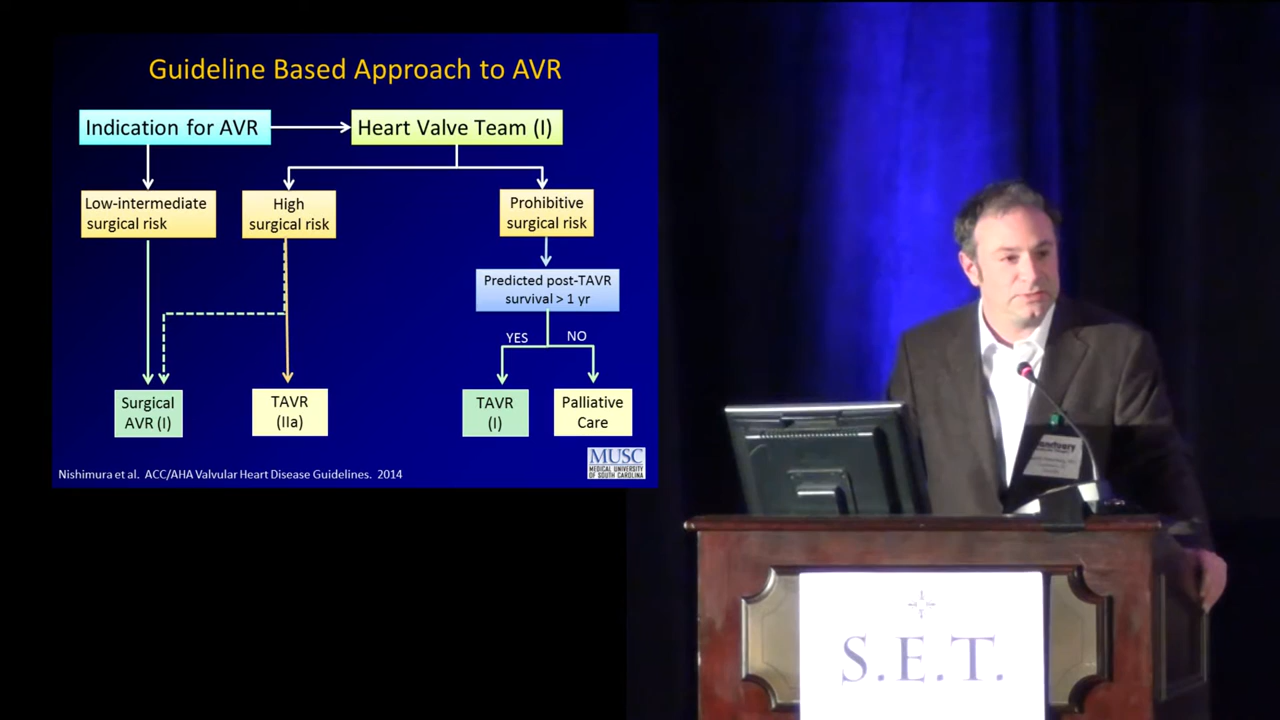 Guideline Based Approach to AVR
Indication for AVR
Heart Valve Team (I)
Low-intermediate
surgical risk
High
surgical risk
Prohibitive
surgical risk
Predicted post-TAVR
survival > 1 yr
YES
NO
Surgical
AVR (I)
TAVR
(IIa)
TAVR
(I)
Palliative
Care
MUSC
MEDICAL UNIVERSITY
OF SOUTH CAROLINA
Nishimura et al. ACC/AHA Valvular Heart Disease Guidelines. 2014
S.E.T.